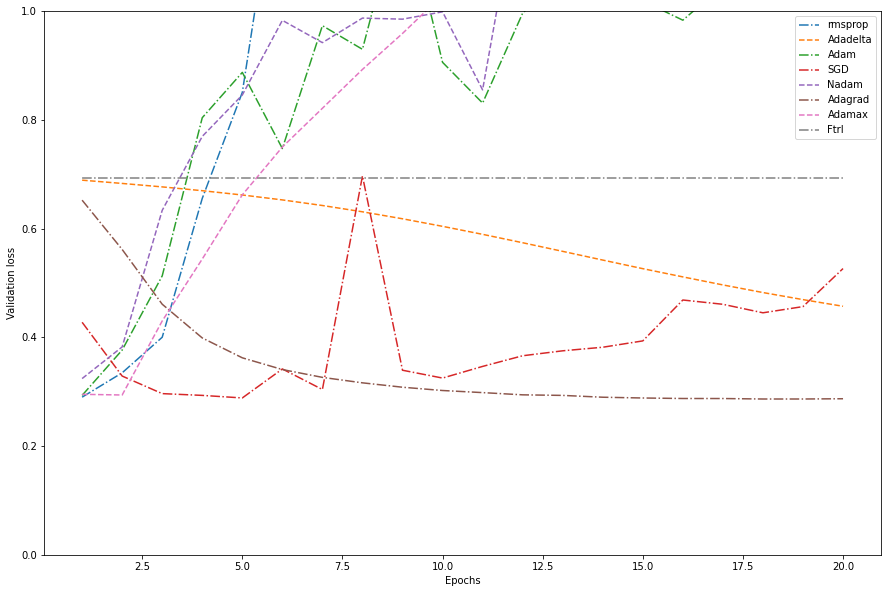 1.0
0.8
0.6
0.4
0.2
0.0
Validation loss
2.5 5.0 7.5 10.0 12.5 15.0 17.5 20.0
Epochs
rmsprop
Adadelta
Adam
SGD
Nadam
Adagrad
Adamax
Ftrl